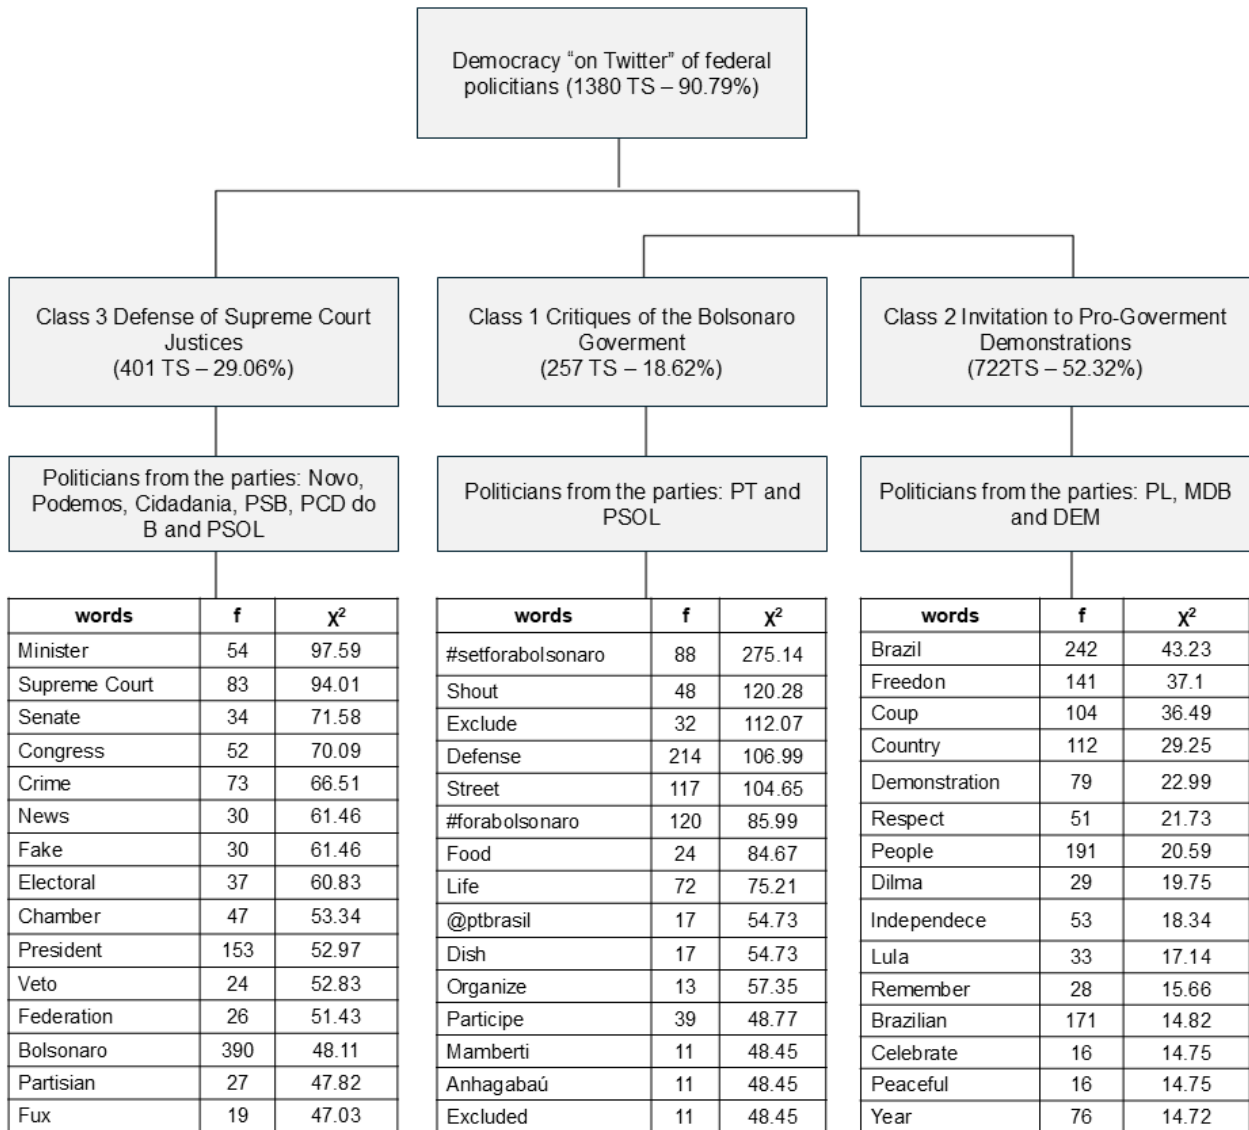 Democracy “on Twitter” of federal
policitians (1380 TS – 90.79%)
Class 3 Defense of Supreme Court
Justices
(401 TS – 29.06%)
Class 1 Critiques of the Bolsonaro
Goverment
(257 TS – 18.62%)
Class 2 Invitation to Pro-Goverment
Demonstrations
(722TS – 52.32%)
Politicians from the parties: Novo,
Podemos, Cidadania, PSB, PCD do
B and PSOL
Politicians from the parties: PT and
PSOL
Politicians from the parties: PL, MDB
and DEM
words f χ²
Minister 54 97.59
Supreme Court 83 94.01
Senate 34 71.58
Congress 52 70.09
Crime 73 66.51
News 30 61.46
Fake 30 61.46
Electoral 37 60.83
Chamber 47 53.34
President 153 52.97
Veto 24 52.83
Federation 26 51.43
Bolsonaro 390 48.11
Partisian 27 47.82
Fux 19 47.03
words f χ²
#setforabolsonaro 88 275.14
Shout 48 120.28
Exclude 32 112.07
Defense 214 106.99
Street 117 104.65
#forabolsonaro 120 85.99
Food 24 84.67
Life 72 75.21
@ptbrasil 17 54.73
Dish 17 54.73
Organize 13 57.35
Participe 39 48.77
Mamberti 11 48.45
Anhagabaú 11 48.45
Excluded 11 48.45
words f χ²
Brazil 242 43.23
Freedon 141 37.1
Coup 104 36.49
Country 112 29.25
Demonstration 79 22.99
Respect 51 21.73
People 191 20.59
Dilma 29 19.75
Independece 53 18.34
Lula 33 17.14
Remember 28 15.66
Brazilian 171 14.82
Celebrate 16 14.75
Peaceful 16 14.75
Year 76 14.72